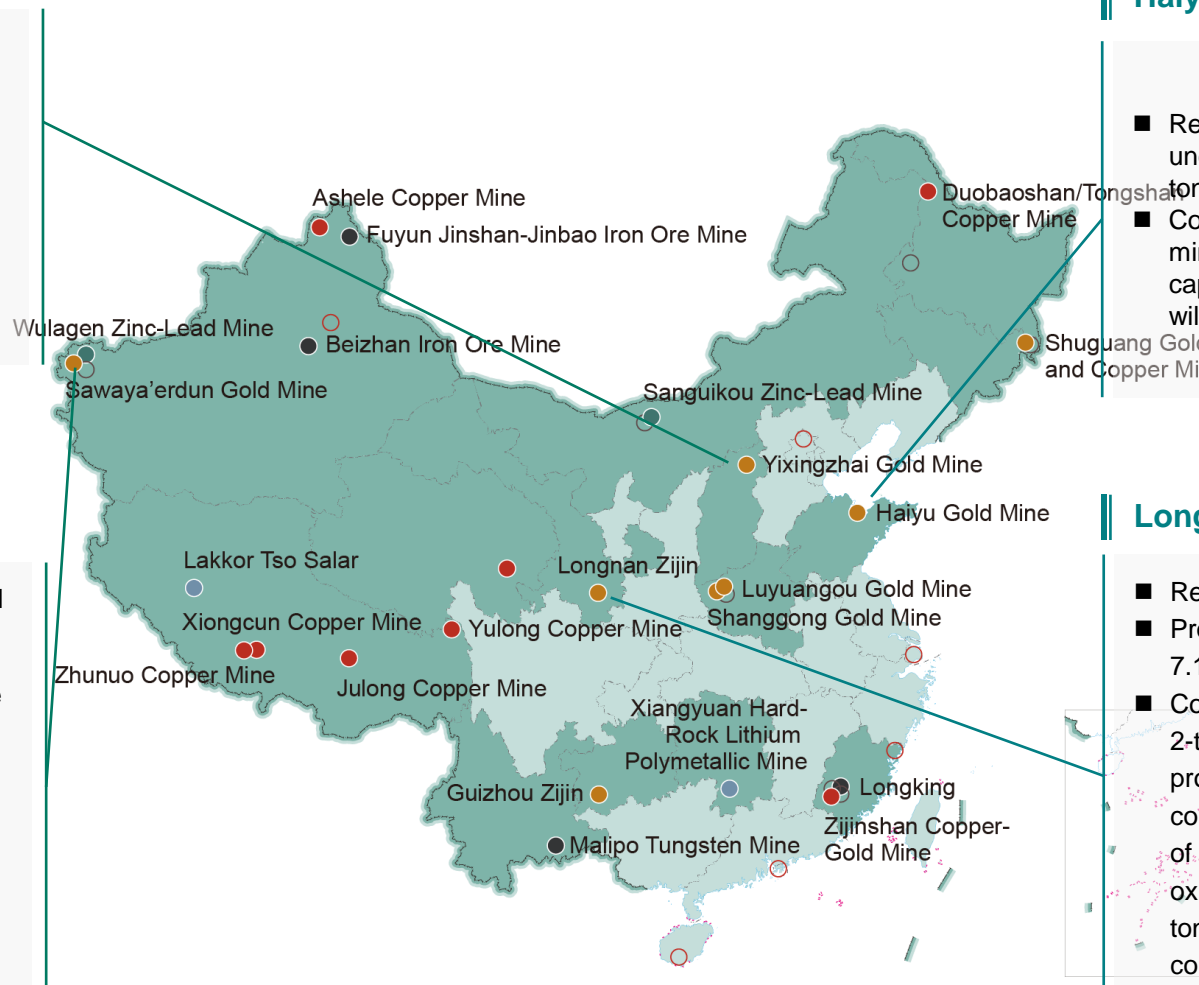 Ashele Copper Mine
Fuyun Jinshan-Jinbao Iron Ore Mine
Duobaoshan/Tongshan
Copper Mine
Wulagen Zinc-Lead Mine
Beizhan Iron Ore Mine
Sawaya'erdun Gold Mine
Sanguikou Zinc-Lead Mine
Yixingzhai Gold Mine
Haiyu Gold Mine
Lakkor Tso Salar
Longnan Zijin
Luyuangou Gold Mine
Shanggong Gold Mine
Xiongcun Copper Mine
Yulong Copper Mine
Zhunuo Copper Mine
Julong Copper Mine
Xiangyuan Hard-
Rock Lithium
Polymetallic Mine
Guizhou Zijin
Longking
Zijinshan Copper-
Gold Mine
Malipo Tungsten Mine
Shuguang Gold
and Copper Mi
■ Re
■ Co
mi
cap
wil
Long
■ Re
■ Pro
7.1
■ Co
2-t
pro
co
of
ox
tor
co